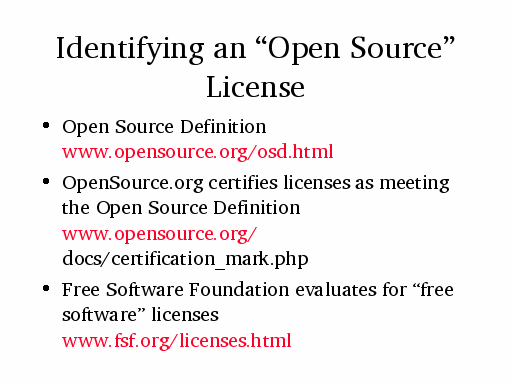 Identifying an “Open Source”
License
• Open Source Definition
www.opensource.org/osd.html
• OpenSource.org certifies licenses as meeting
the Open Source Definition
www.opensource.org/
docs/certification_mark.php
• Free Software Foundation evaluates for “free
software” licenses
www.fsf.org/licenses.html